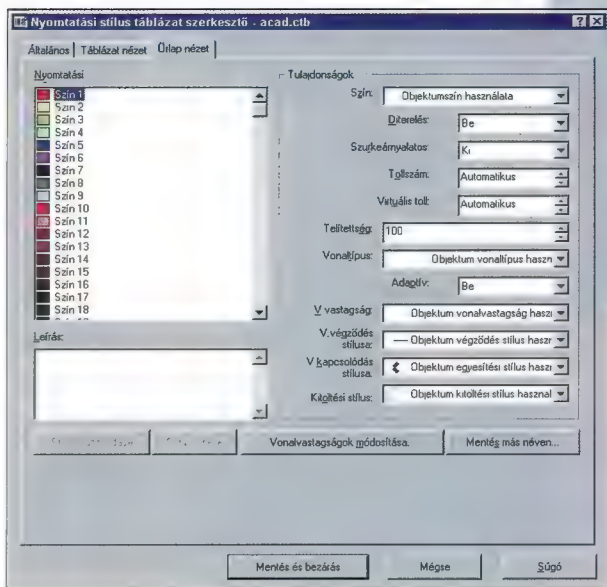 Nyomtatási stílus táblázat szerkesztő - acad.ctb
Általános
Táblázat nézet
Űrlap nézet
Nyomtatási
Szín 1
Szín 2
Szín 3
Szín 4
Szín 5
Szín 6
Szín 7
Szín 8
Szín 9
Szín 10
Szín 11
Szín 12
Szín 13
Szín 14
Szín 15
Szín 16
Szín 17
Szín 18
Leírás:
Tulajdonságok
Szín: Objektumszín használata
Diterelés: Be
Szürkeárnyalatos: Ki
Tollszám: Automatikus
Virtuális toll: Automatikus
Telítettség: 100
Vonaltípus: Objektum vonaltípus haszn
Adaptív: Be
V vastagság: Objektum vonalvastagság haszı
V.végződés
stílusa: Objektum végződés stílus haszr
V kapcsolódás
stílusa. Objektum egyesítési stílus haszr
Kitöltési stílus: Objektum kitöltési stílus használ
Vonalvastagságok módosítása.
Mentés más néven...
Mentés és bezárás
Mégse
Súgó